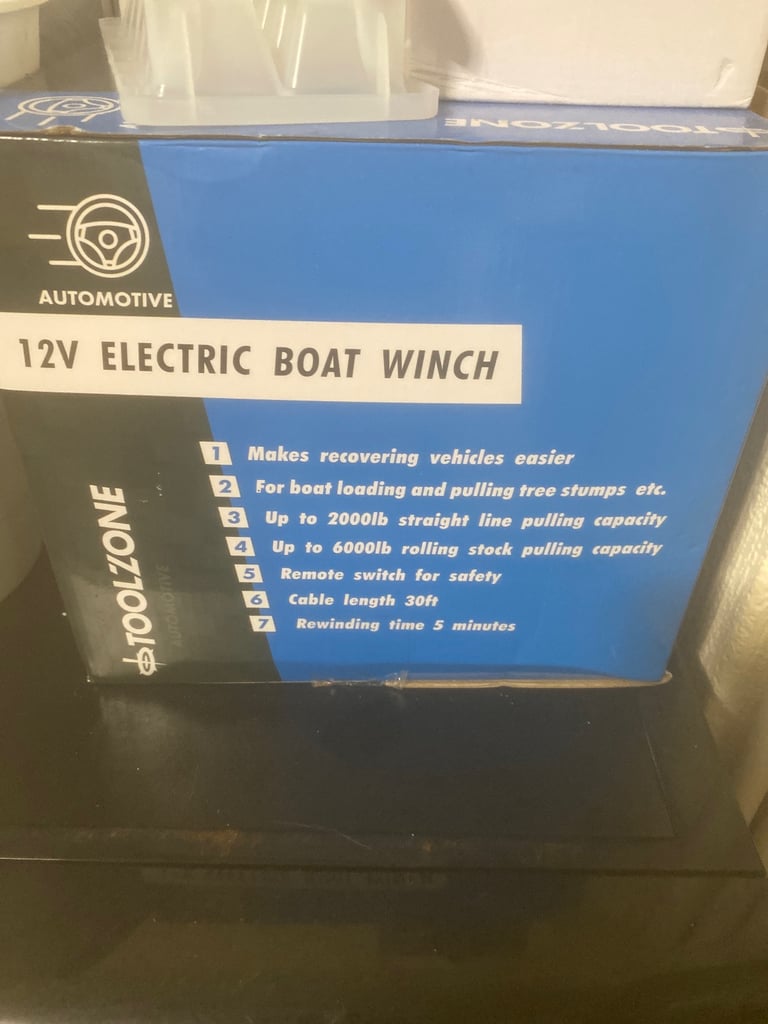 TOOLZONE
AUTOMOTIVE
12V ELECTRIC BOAT WINCH
1 Makes recovering vehicles easier
2 For boat loading and pulling tree stumps etc.
3 Up to 2000lb straight line pulling capacity
4 Up to 6000lb rolling stock pulling capacity
5 Remote switch for safety
6 Cable length 30ft
7 Rewinding time 5 minutes
TOOLZONE
AUTOMOTIVE